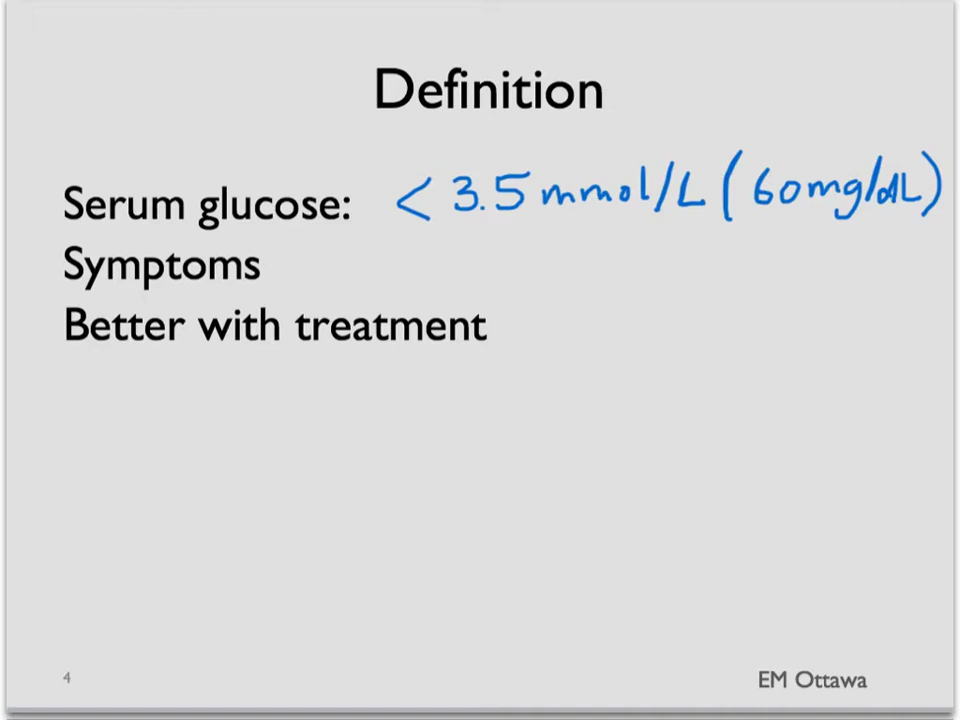 Definition
Serum glucose: < 3.5 mmol/L (60mg/dL)
Symptoms
Better with treatment
4
EM Ottawa